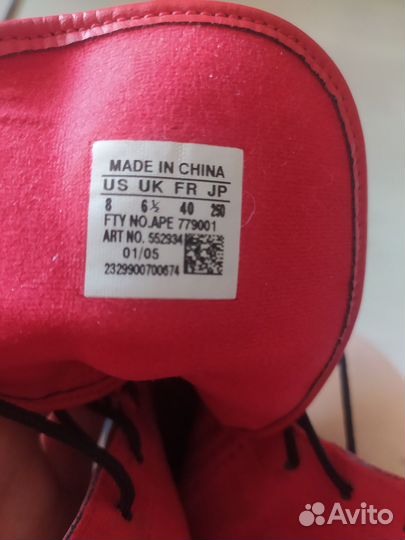 MADE IN CHINA
US UK FR JP
8 6½ 40 250
FTY NO.APE 779001
ART NO. 552934
01/05
2329900700674
Avito